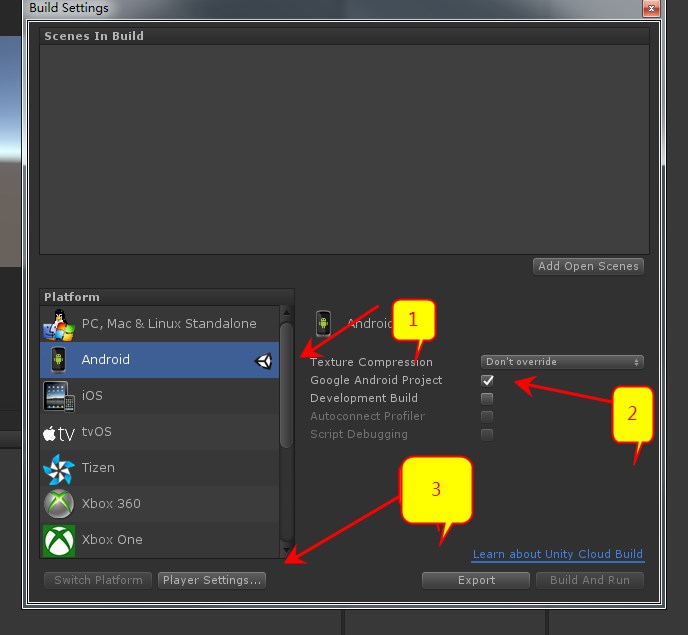 Build Settings
x
Scenes In Build
Add Open Scenes
Platform
PC, Mac & Linux Standalone
Android
iOS
tv
tvOS
Tizen
Xbox 360
Xbox One
Android
1
Texture Compression
Don't override
Google Android Project
2
Development Build
Autoconnect Profiler
Script Debugging
3
Learn about Unity Cloud Build
Switch Platform
Player Settings...
Export
Build And Run